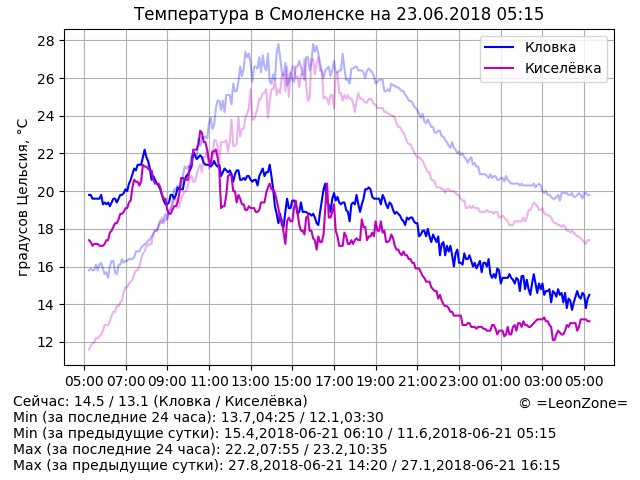 Температура в Смоленске на 23.06.2018 05:15
Кловка
Киселёвка
градусов Цельсия, °C
28
26
24
22
20
18
16
14
12
05:00 07:00 09:00 11:00 13:00 15:00 17:00 19:00 21:00 23:00 01:00 03:00 05:00
Сейчас: 14.5 / 13.1 (Кловка / Киселёвка)
© =LeonZone=
Min (за последние 24 часа): 13.7,04:25 / 12.1,03:30
Min (за предыдущие сутки): 15.4,2018-06-21 06:10 / 11.6,2018-06-21 05:15
Max (за последние 24 часа): 22.2,07:55 / 23.2,10:35
Max (за предыдущие сутки): 27.8,2018-06-21 14:20 / 27.1,2018-06-21 16:15